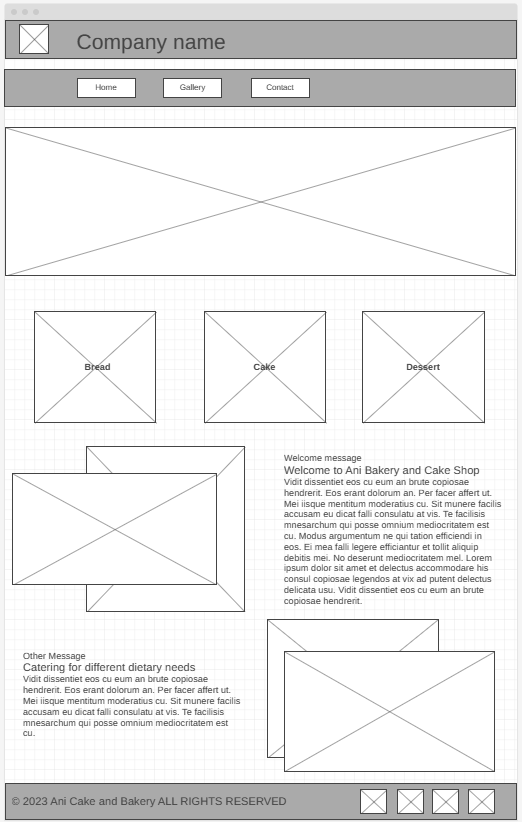 Company name
Home
Gallery
Contact
Bread
Cake
Dessert
Welcome message
Welcome to Ani Bakery and Cake Shop
Vidit dissentiet eos cu eum an brute copiosae
hendrerit. Eos erant dolorum an. Per facer affert ut.
Mei iisque mentitum moderatius cu. Sit munere facilis
accusam eu dicat falli consulatu at vis. Te facilisis
mnesarchum qui posse omnium mediocritatem est
cu. Modus argumentum ne qui tation efficiendi in
eos. Ei mea falli legere efficiantur et tollit aliquip
debitis mei. No deserunt mediocritatem mel. Lorem
ipsum dolor sit amet et delectus accommodare his
consul copiosae legendos at vix ad putent delectus
delicata usu. Vidit dissentiet eos cu eum an brute
copiosae hendrerit.
Other Message
Catering for different dietary needs
Vidit dissentiet eos cu eum an brute copiosae
hendrerit. Eos erant dolorum an. Per facer affert ut.
Mei iisque mentitum moderatius cu. Sit munere facilis
accusam eu dicat falli consulatu at vis. Te facilisis
mnesarchum qui posse omnium mediocritatem est
cu.
© 2023 Ani Cake and Bakery ALL RIGHTS RESERVED